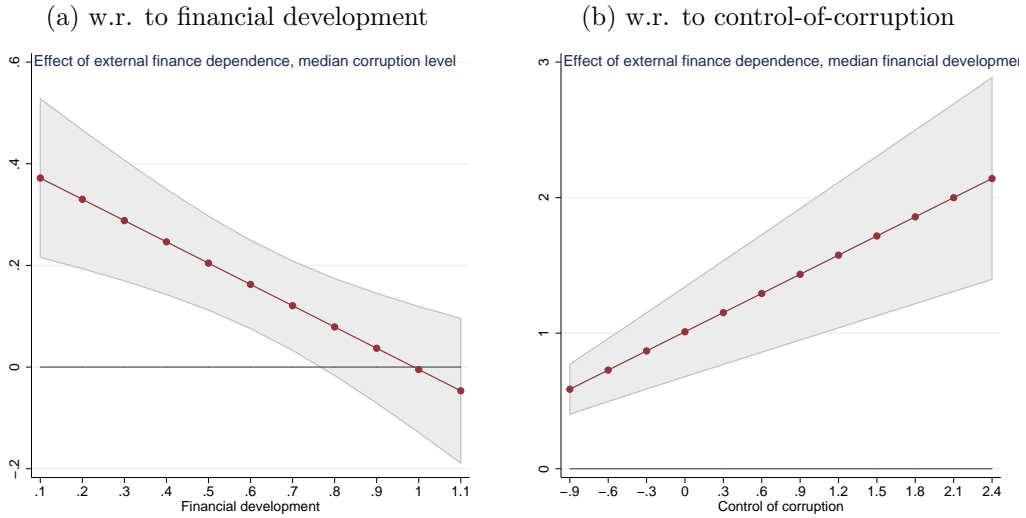 (a) w.r. to financial development
Effect of external finance dependence, median corruption level
.6
.4
.2
0
-.2
.1 .2 .3 .4 .5 .6 .7 .8 .9 1 1.1
Financial development
(b) w.r. to control-of-corruption
Effect of external finance dependence, median financial developmer
3
2
1
0
−.9 −.6 −.3 0 .3 .6 .9 1.2 1.5 1.8 2.1 2.4
Control of corruption